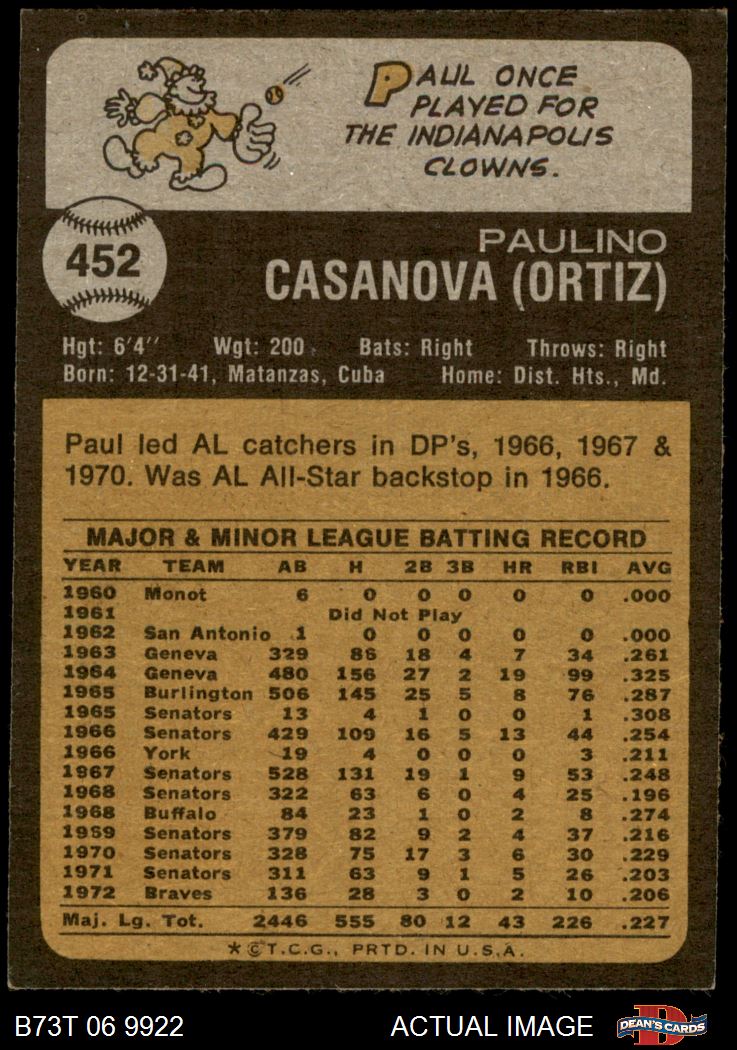 PAUL ONCE
PLAYED FOR
THE INDIANAPOLIS
CLOWNS.
452
PAULINO
CASANOVA (ORTIZ)
Hgt: 6'4" Wgt: 200 Bats: Right Throws: Right
Born: 12-31-41, Matanzas, Cuba Home: Dist. Hts., Md.
Paul led AL catchers in DP's, 1966, 1967 &
1970. Was AL All-Star backstop in 1966.
MAJOR & MINOR LEAGUE BATTING RECORD
YEAR TEAM AB H 2B 3B HR RBI AVG
1960 Monot 6 0 0 0 0 0 .000
1961 Did Not Play
1962 San Antonio 1 0 0 0 0 0 .000
1963 Geneva 329 86 18 4 7 34 .261
1964 Geneva 480 156 27 2 19 99 .325
1965 Burlington 506 145 25 5 8 76 .287
1965 Senators 13 4 1 0 0 1 .308
1966 Senators 429 109 16 5 13 44 .254
1966 York 19 4 0 0 0 3 .211
1967 Senators 528 131 19 1 9 53 .248
1968 Senators 322 63 6 0 4 25 .196
1968 Buffalo 84 23 1 0 2 8 .274
1959 Senators 379 82 9 2 4 37 .216
1970 Senators 328 75 17 3 6 30 .229
1971 Senators 311 63 9 1 5 26 .203
1972 Braves 136 28 3 0 2 10 .206
Maj. Lg. Tot. 2446 555 80 12 43 226 .227
*©T.C.G., PRTD. IN U.S.A.
B73T 06 9922 ACTUAL IMAGE D DEAN'S CARDS